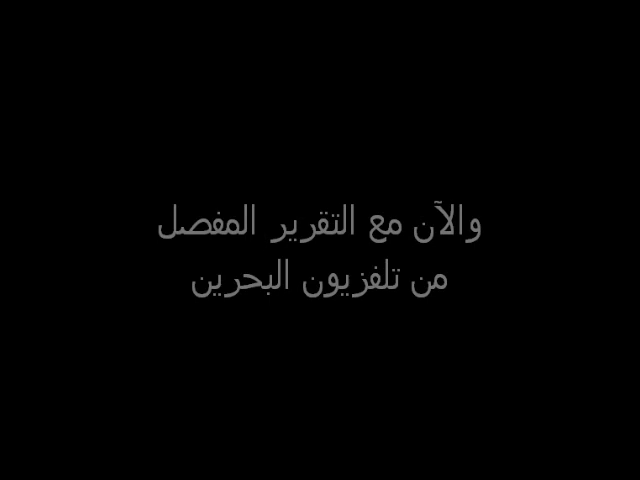 والآن مع التقرير المفصل
من تلفزيون البحرين